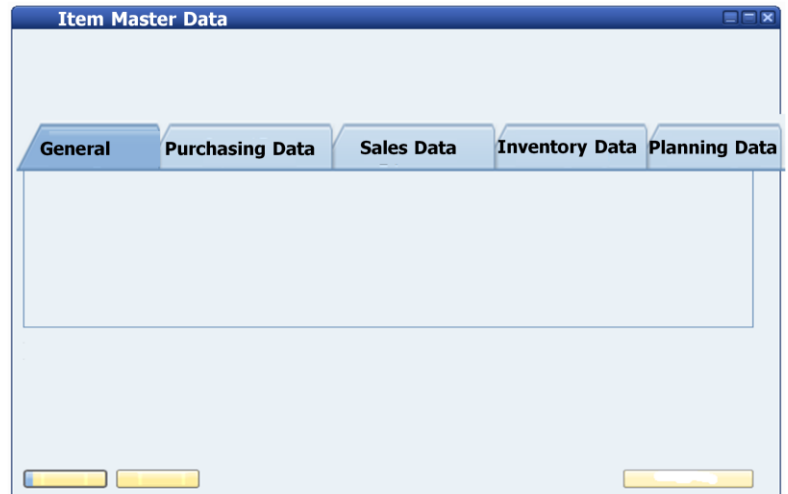 Item Master Data
General
Purchasing Data
Sales Data
Inventory Data
Planning Data